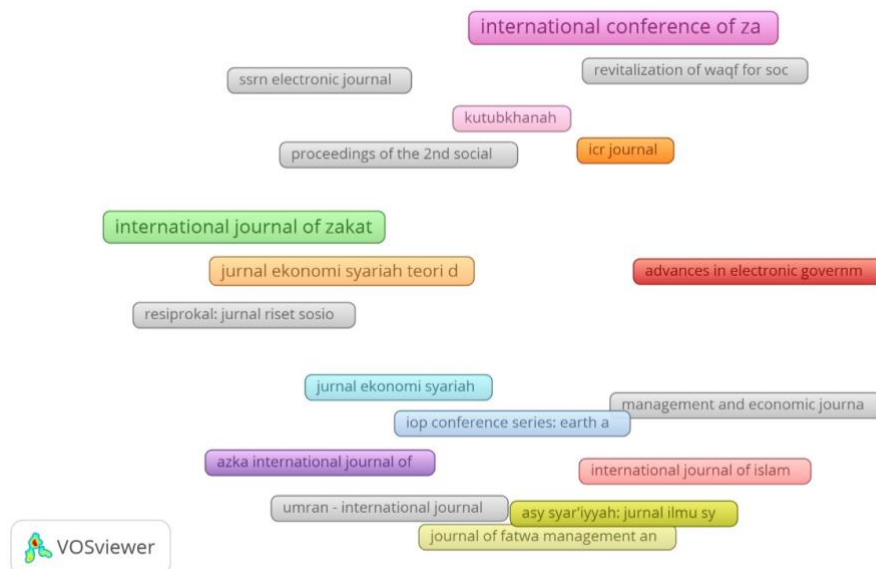 international conference of za
revitalization of waqf for soc
ssrn electronic journal
kutubkhanah
icr journal
proceedings of the 2nd social
international journal of zakat
jurnal ekonomi syariah teori d
advances in electronic governm
resiprokal: jurnal riset sosio
jurnal ekonomi syariah
management and economic journa
iop conference series: earth a
azka international journal of
international journal of islam
umran - international journal
asy syar'iyyah: jurnal ilmu sy
journal of fatwa management an
VOSviewer